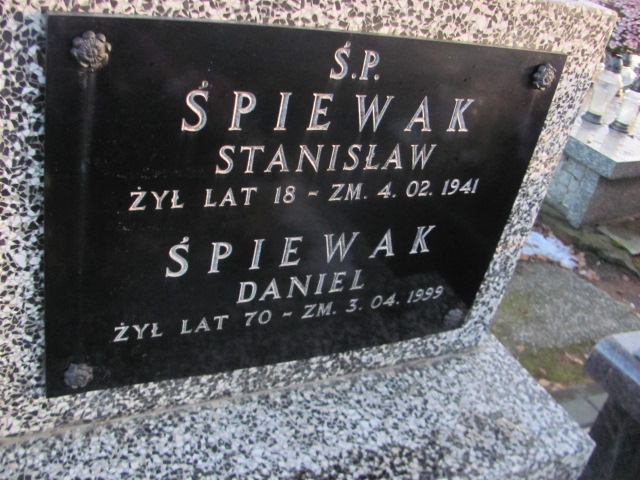 Ś.P.
ŚPIEWAK
STANISŁAW
ŻYŁ LAT 18 - ZM. 4. 02. 1941
ŚPIEWAK
DANIEL
ŻYŁ LAT 70 - ZM. 3. 04. 1999